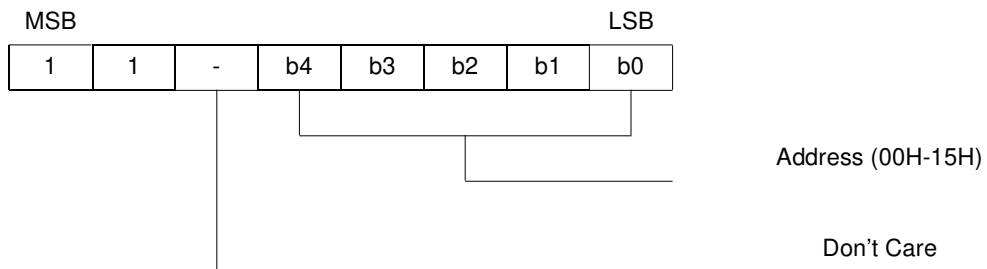 MSB LSB
1 1 - b4 b3 b2 b1 b0
Address (00H-15H)
Don't Care